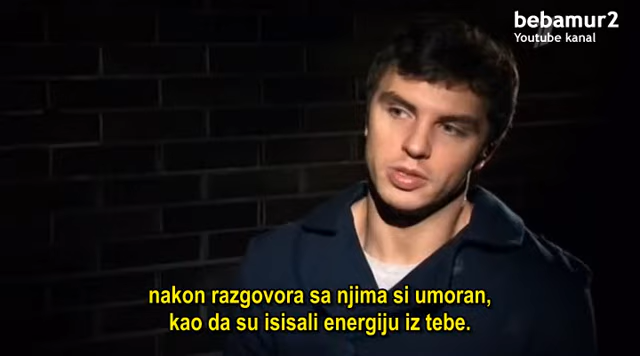 bebamur2
Youtube kanal
nakon razgovora sa njima si umoran,
kao da su isisali energiju iz tebe.